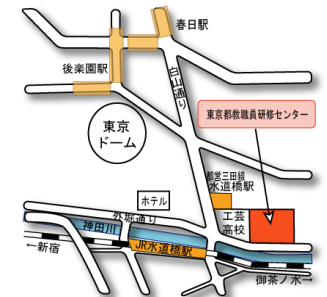 春日駅
後楽園駅
白山通り
東京都教職員研修センター
東京
ドーム
都営三田線
水道橋駅
ホテル
工芸
高校
外堀通り
神田川
JR水道橋駅
←新宿
御茶ノ水→